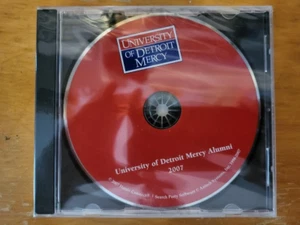 UNIVERSITY
OF DETROIT
MERCY
University of Detroit Mercy Alumni
2007